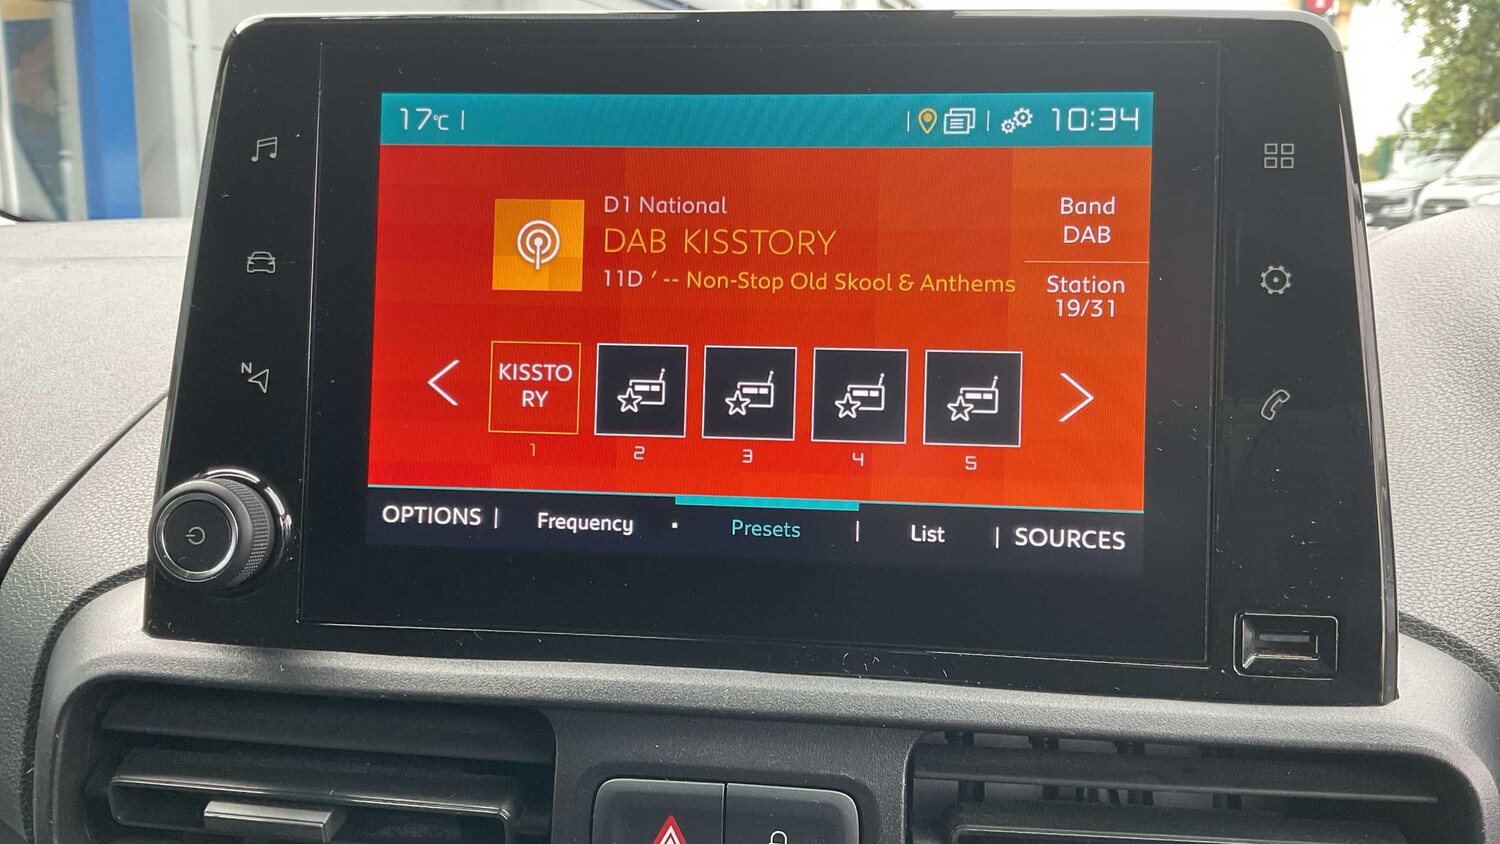 17°C
10:34
D1 National
DAB KISSTORY
11D ' -- Non-Stop Old Skool & Anthems
Band
DAB
Station
19/31
KISSTO
RY
1
2
3
4
5
OPTIONS
Frequency
Presets
List
SOURCES
N